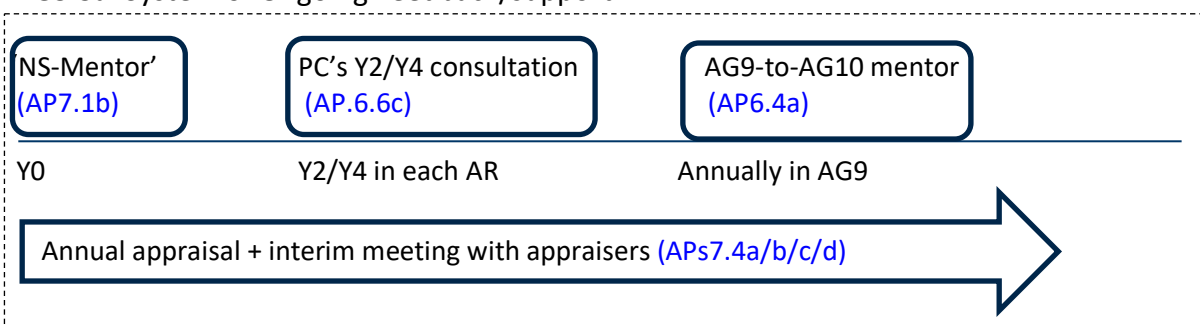 'NS-Mentor'
(AP7.1b)
PC's Y2/Y4 consultation
(AP.6.6c)
AG9-to-AG10 mentor
(AP6.4a)
Y0
Y2/Y4 in each AR
Annually in AG9
Annual appraisal + interim meeting with appraisers (APs7.4a/b/c/d)